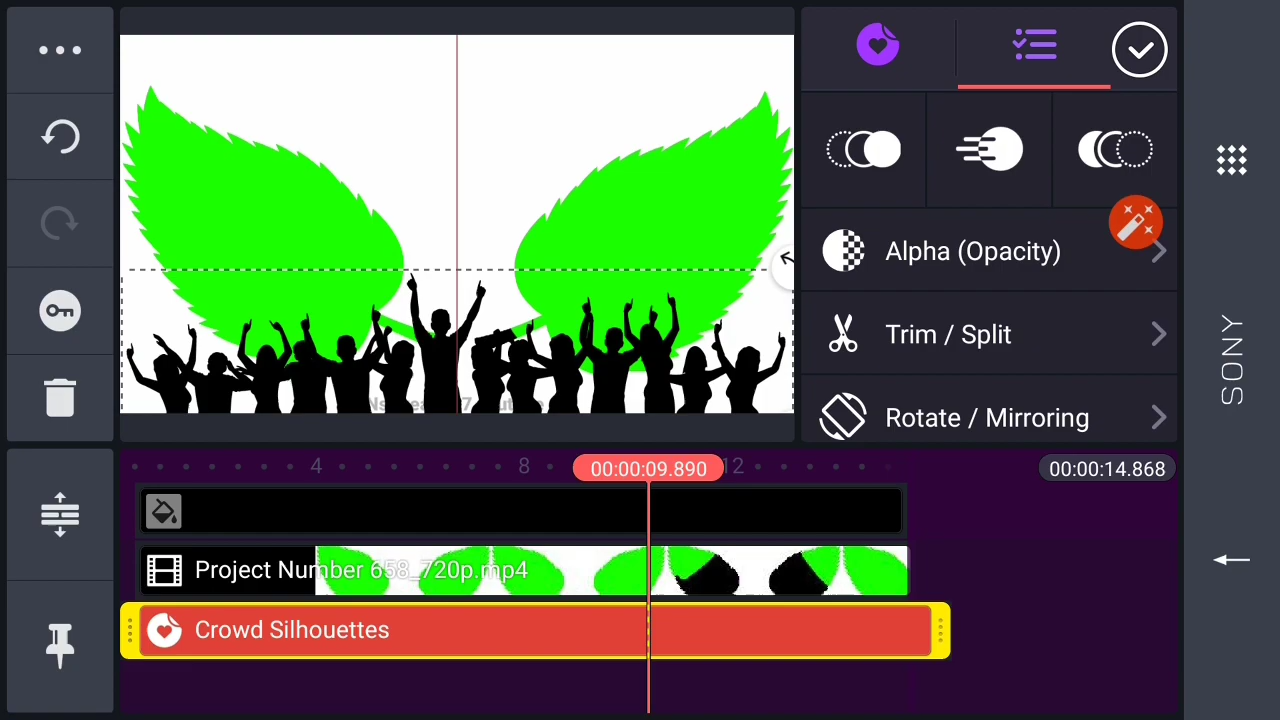 Alpha (Opacity)
Trim / Split
Rotate / Mirroring
SONY
4
8
00:00:09.890
12
00:00:14.868
Project Number 658_720p.mp4
Crowd Silhouettes